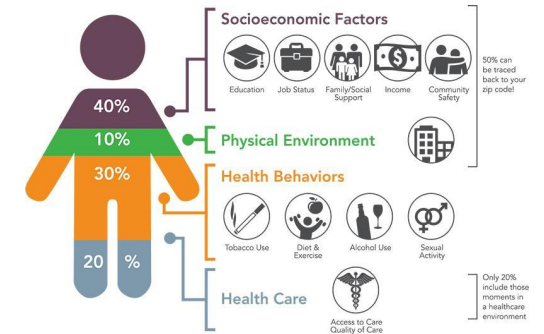 Socioeconomic Factors
Education
Job Status
Family/Social
Support
Income
Community
Safety
50% can
be traced
back to your
zip code!
40%
10%
Physical Environment
30%
Health Behaviors
Tobacco Use
Diet &
Exercise
Alcohol Use
Sexual
Activity
20 %
Health Care
Access to Care
Quality of Care
Only 20%
include those
moments in
a healthcare
environment